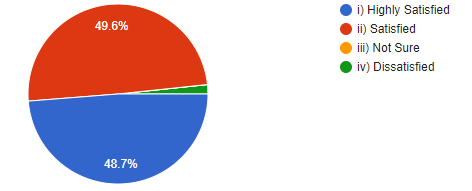 49.6%
48.7%
i) Highly Satisfied
ii) Satisfied
iii) Not Sure
iv) Dissatisfied